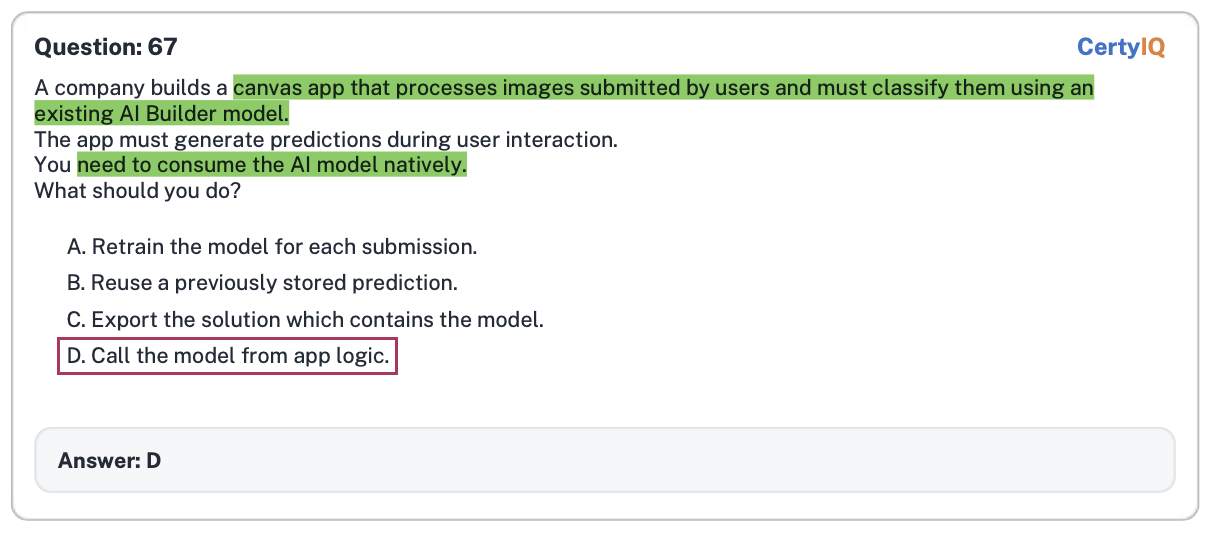 Question: 67
CertyIQ
A company builds a canvas app that processes images submitted by users and must classify them using an
existing AI Builder model.
The app must generate predictions during user interaction.
You need to consume the AI model natively.
What should you do?
A. Retrain the model for each submission.
B. Reuse a previously stored prediction.
C. Export the solution which contains the model.
D. Call the model from app logic.
Answer: D